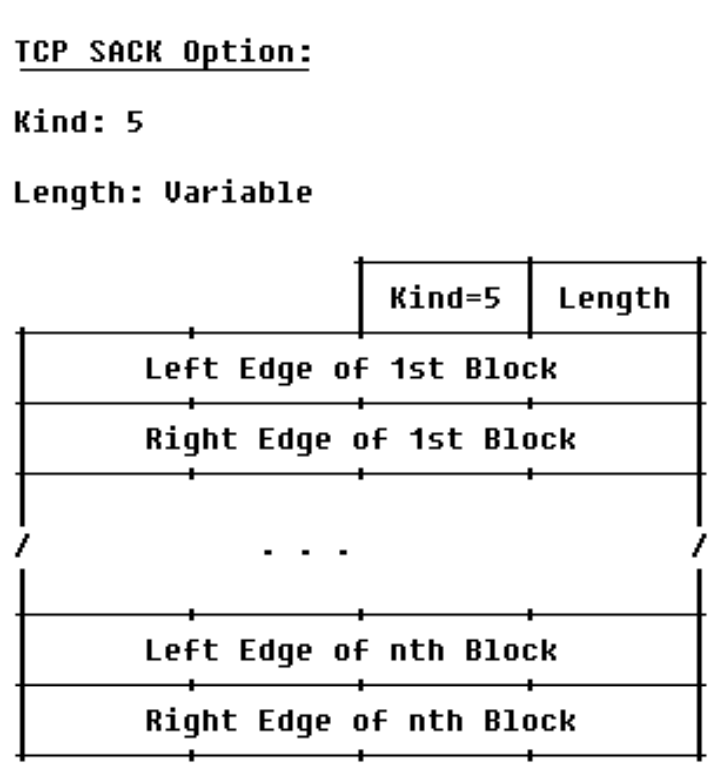 TCP SACK Option:
Kind: 5
Length: Variable
Kind=5 Length
Left Edge of 1st Block
Right Edge of 1st Block
/ . . . /
Left Edge of nth Block
Right Edge of nth Block